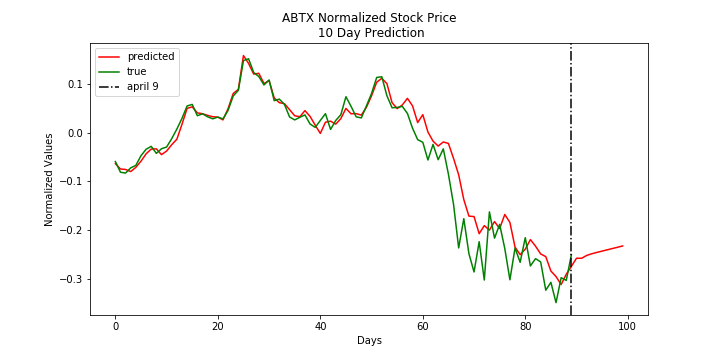 ABTX Normalized Stock Price
10 Day Prediction
predicted
true
april 9
Normalized Values
0.1
0.0
−0.1
−0.2
−0.3
0
20
40
60
80
100
Days